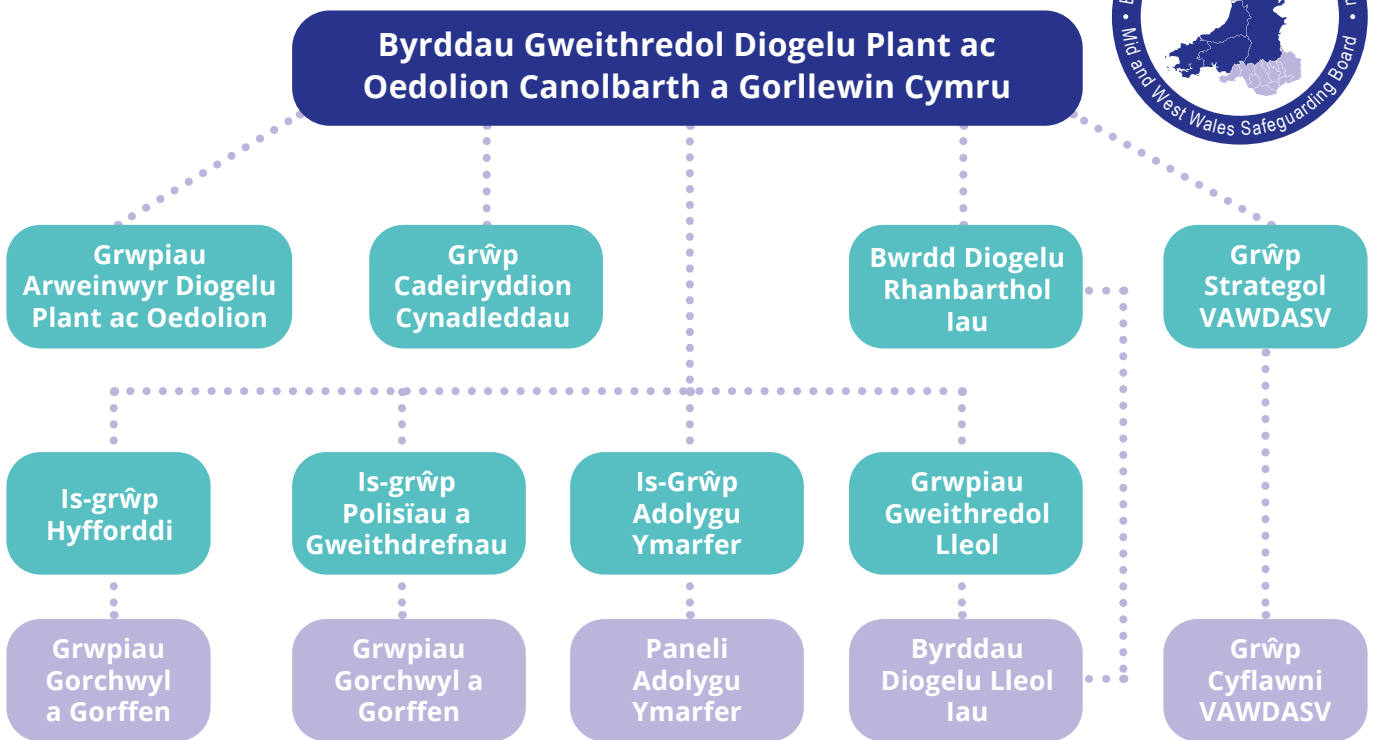 Byrddau Gweithredol Diogelu Plant ac
Oedolion Canolbarth a Gorllewin Cymru
Mid and West Wales Safeguarding Board
Grwpiau
Arweinwyr Diogelu
Plant ac Oedolion
Grŵp
Cadeiryddion
Cynadleddau
Bwrdd Diogelu
Rhanbarthol
Iau
Grŵp
Strategol
VAWDASV
Is-grŵp
Hyfforddi
Is-grŵp
Polisïau a
Gweithdrefnau
Is-Grŵp
Adolygu
Ymarfer
Grwpiau
Gweithredol
Lleol
Grwpiau
Gorchwyl
a Gorffen
Grwpiau
Gorchwyl a
Gorffen
Paneli
Adolygu
Ymarfer
Byrddau
Diogelu Lleol
Iau
Grŵp
Cyflawni
VAWDASV